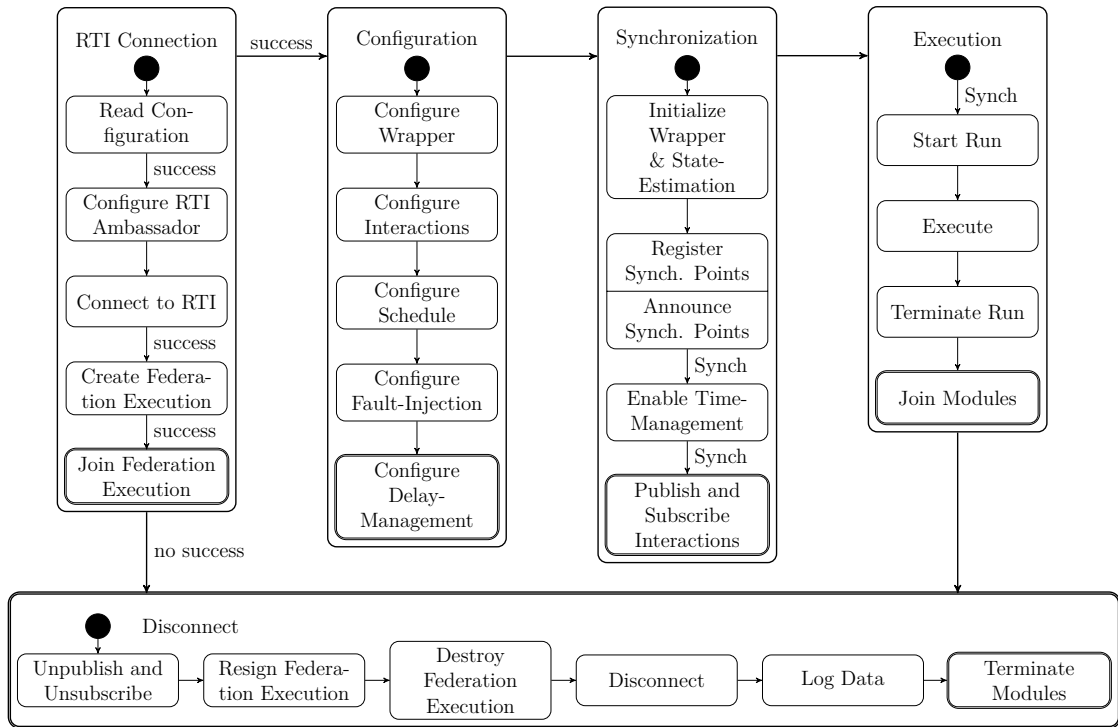 RTI Connection
Read Con-
figuration
success
Configure RTI
Ambassador
Connect to RTI
success
Create Federa-
tion Execution
success
Join Federation
Execution
success
no success
Configuration
Configure
Wrapper
Configure
Interactions
Configure
Schedule
Configure
Fault-Injection
Configure
Delay-
Management
Synchronization
Initialize
Wrapper
& State-
Estimation
Register
Synch. Points
Announce
Synch. Points
Synch
Enable Time-
Management
Synch
Publish and
Subscribe
Interactions
Execution
Synch
Start Run
Execute
Terminate Run
Join Modules
Disconnect
Unpublish and
Unsubscribe
Resign Federa-
tion Execution
Destroy
Federation
Execution
Disconnect
Log Data
Terminate
Modules